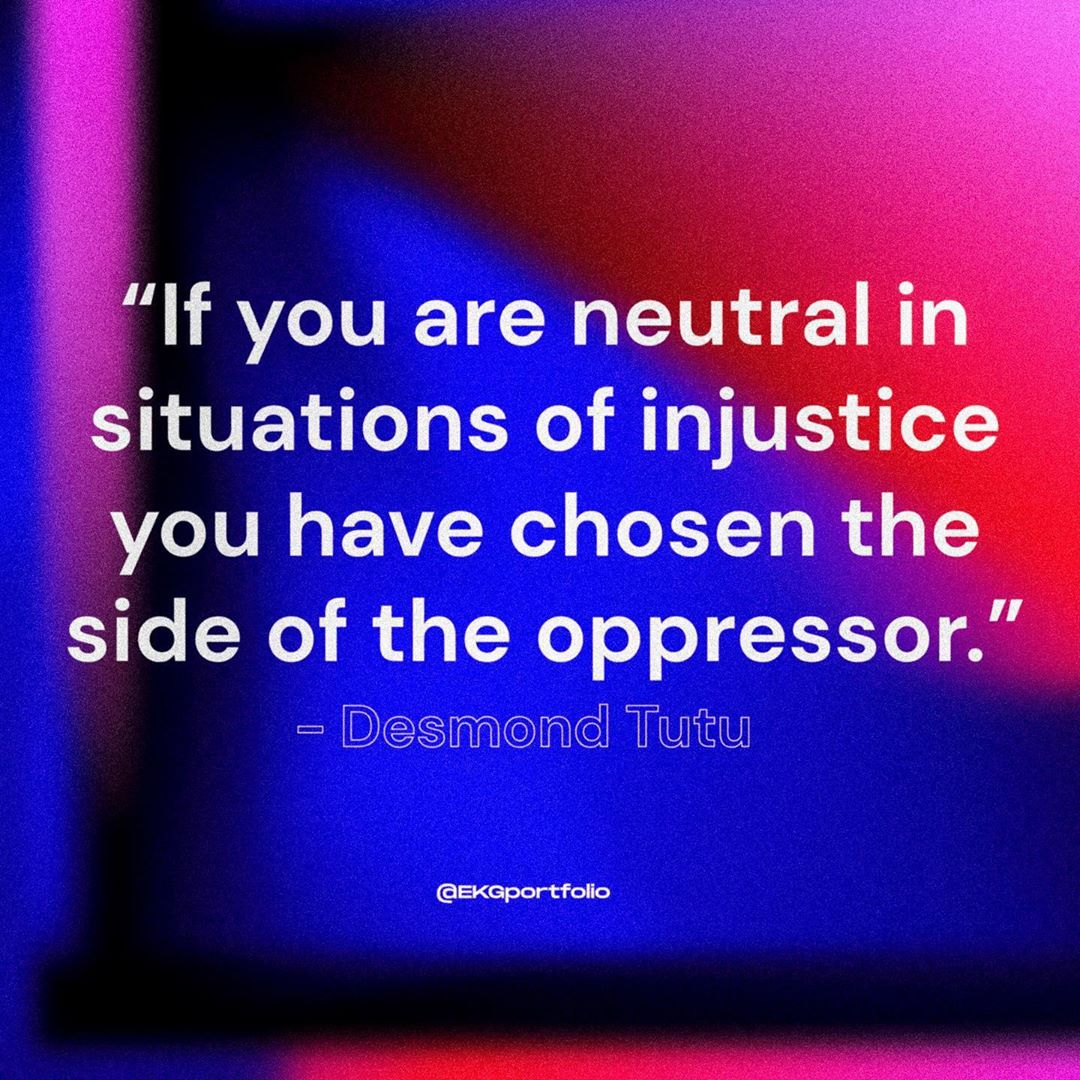 “If you are neutral in
situations of injustice
you have chosen the
side of the oppressor.”
– Desmond Tutu
@EKGportfolio